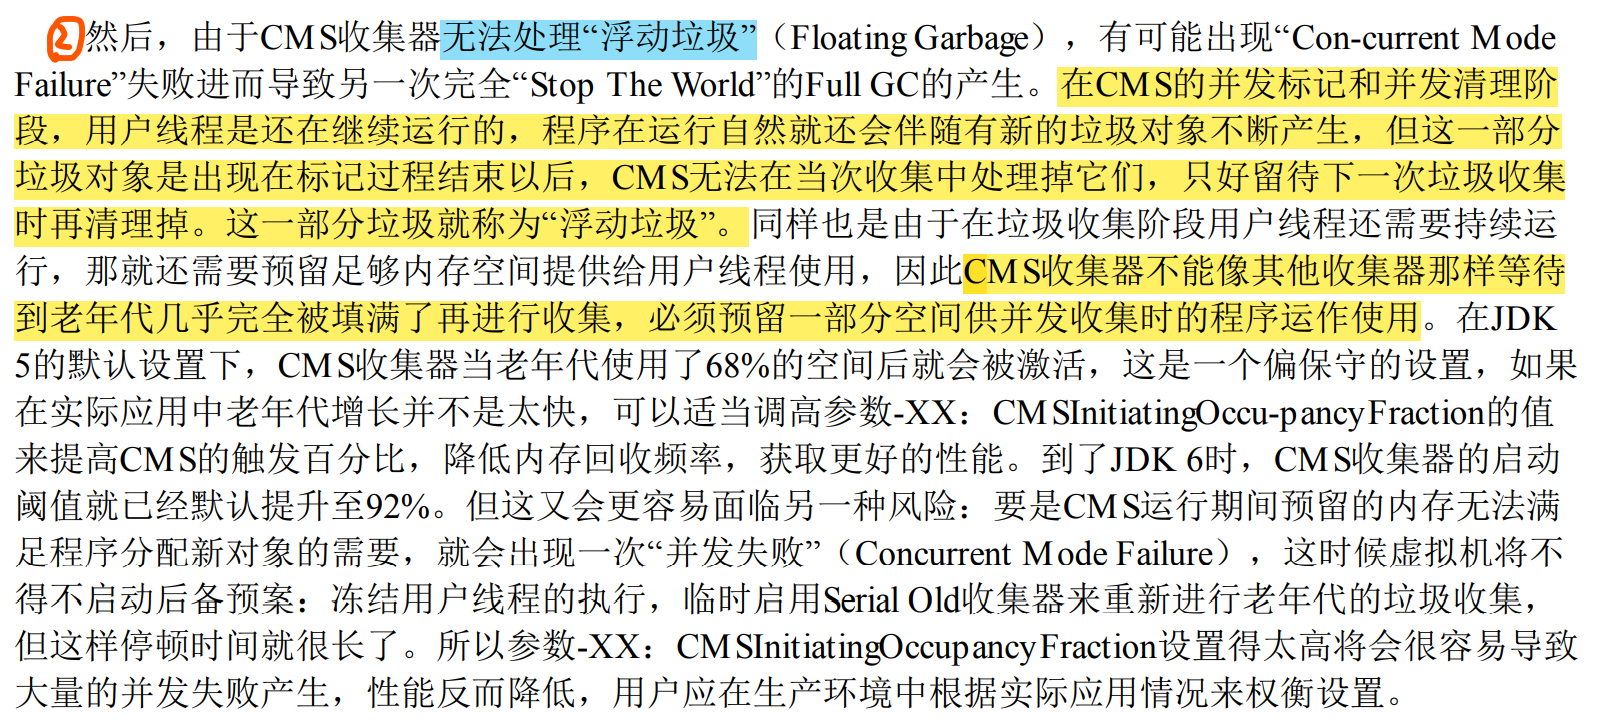 ②然后，由于CMS收集器无法处理“浮动垃圾”（Floating Garbage），有可能出现“Con-current Mode
Failure”失败进而导致另一次完全“Stop The World”的Full GC的产生。在CMS的并发标记和并发清理阶
段，用户线程是还在继续运行的，程序在运行自然就还会伴随有新的垃圾对象不断产生，但这一部分
垃圾对象是出现在标记过程结束以后，CMS无法在当次收集中处理掉它们，只好留待下一次垃圾收集
时再清理掉。这一部分垃圾就称为“浮动垃圾”。同样也是由于在垃圾收集阶段用户线程还需要持续运
行，那就还需要预留足够内存空间提供给用户线程使用，因此CMS收集器不能像其他收集器那样等待
到老年代几乎完全被填满了再进行收集，必须预留一部分空间供并发收集时的程序运作使用。在JDK
5的默认设置下，CMS收集器当老年代使用了68%的空间后就会被激活，这是一个偏保守的设置，如果
在实际应用中老年代增长并不是太快，可以适当调高参数-XX：CMSInitiatingOccu-pancyFraction的值
来提高CMS的触发百分比，降低内存回收频率，获取更好的性能。到了JDK 6时，CMS收集器的启动
阈值就已经默认提升至92%。但这又会更容易面临另一种风险：要是CMS运行期间预留的内存无法满
足程序分配新对象的需要，就会出现一次“并发失败”（Concurrent Mode Failure），这时候虚拟机将不
得不启动后备预案：冻结用户线程的执行，临时启用Serial Old收集器来重新进行老年代的垃圾收集，
但这样停顿时间就很长了。所以参数-XX：CMSInitiatingOccupancyFraction设置得太高将会很容易导致
大量的并发失败产生，性能反而降低，用户应在生产环境中根据实际应用情况来权衡设置。